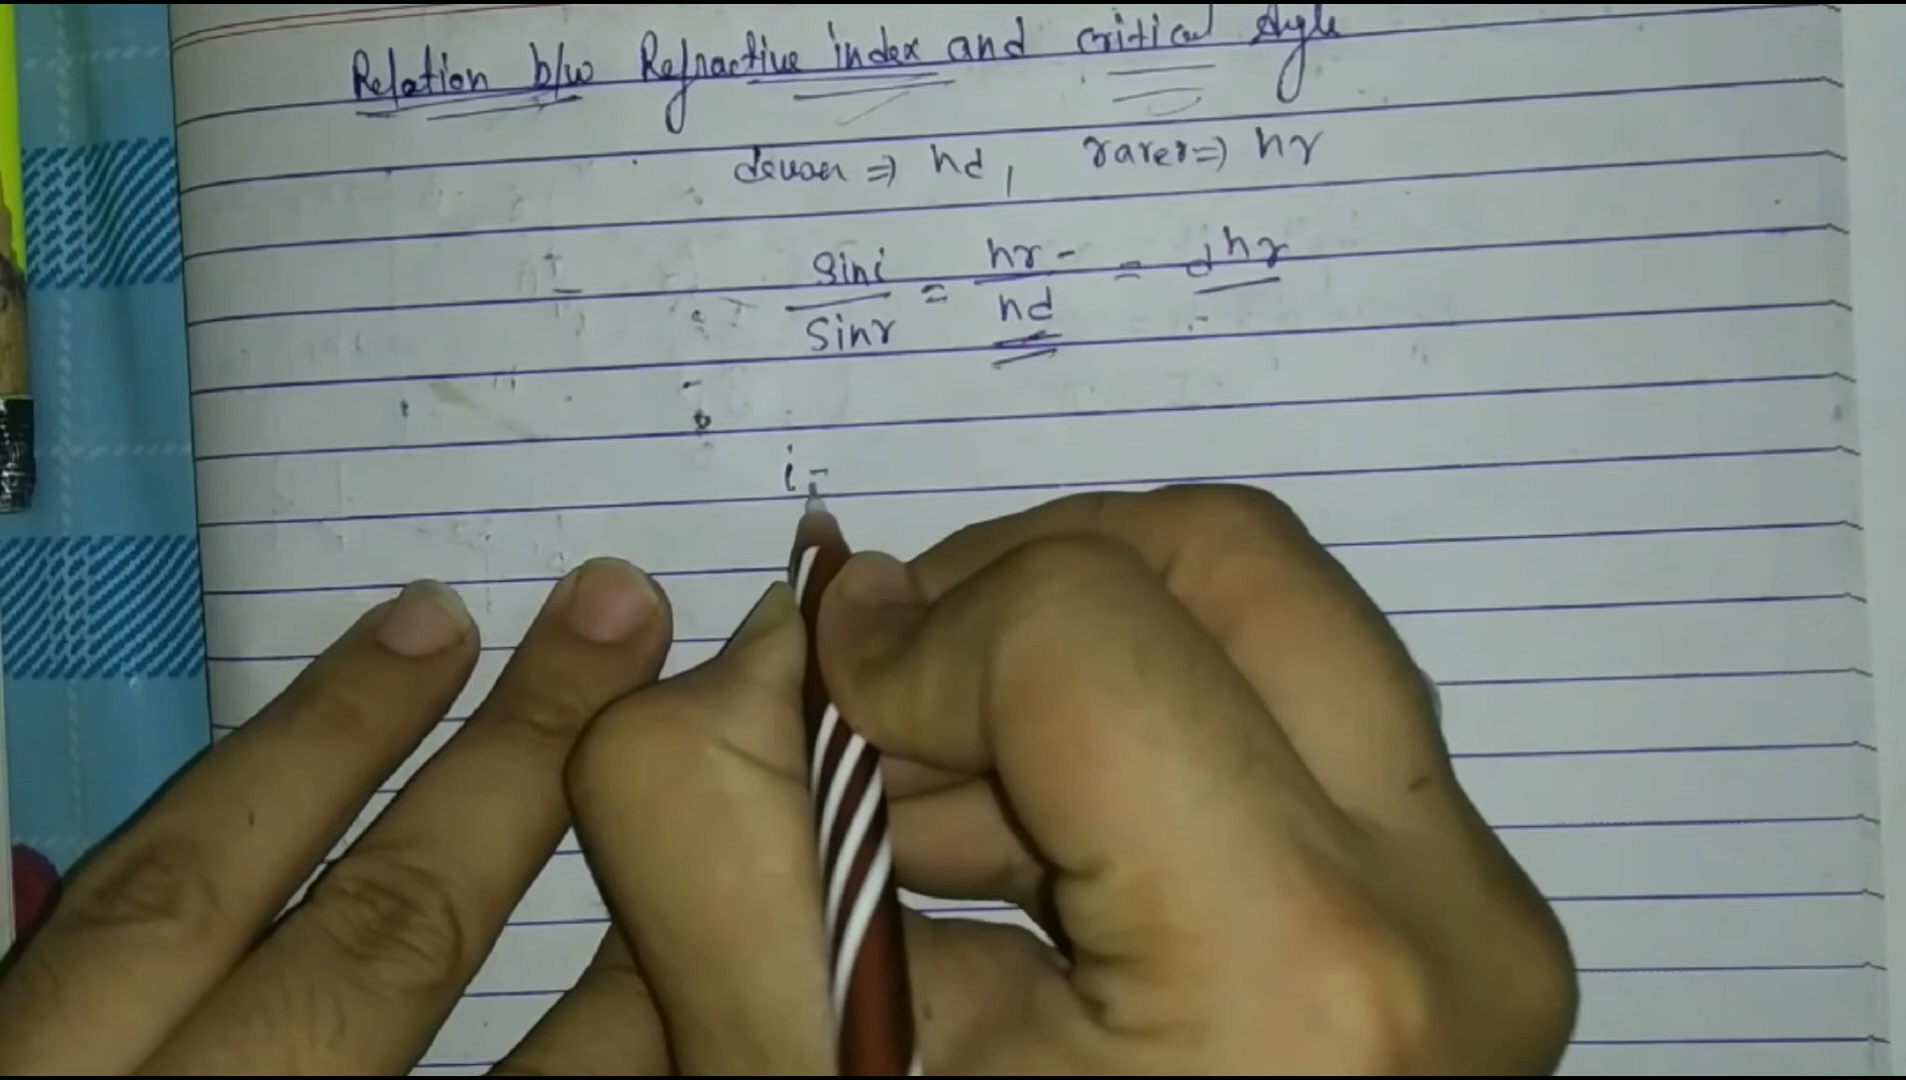 Relation b/w Refractive index and critical Angle
denser => nd, rarer => nr
Sini / Sinr = nr / nd = dnr
i =